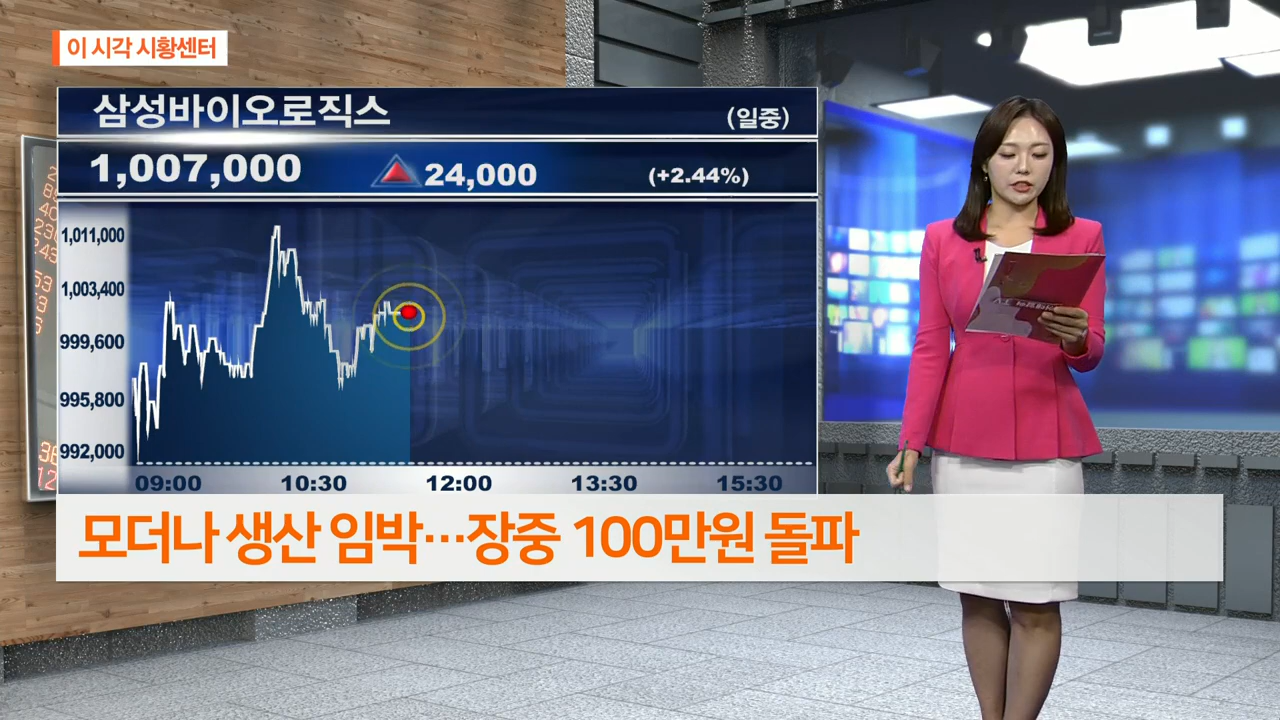 이 시각 시황센터
삼성바이오로직스 (일중)
1,007,000 24,000 (+2.44%)
1,011,000
1,003,400
999,600
995,800
992,000
09:00 10:30 12:00 13:30 15:30
모더나 생산 임박…장중 100만원 돌파